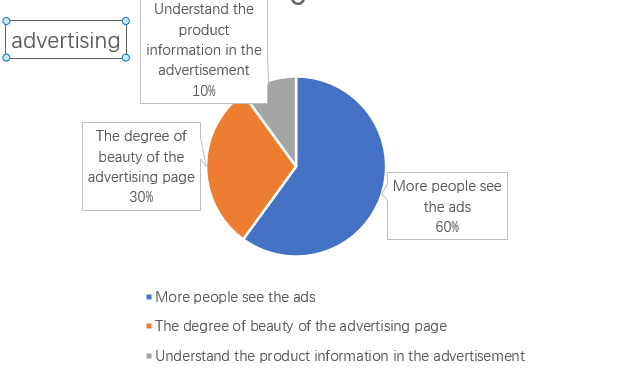 Understand the
product
information in the
advertisement
10%
advertising
The degree of
beauty of the
advertising page
30%
More people see
the ads
60%
More people see the ads
The degree of beauty of the advertising page
Understand the product information in the advertisement